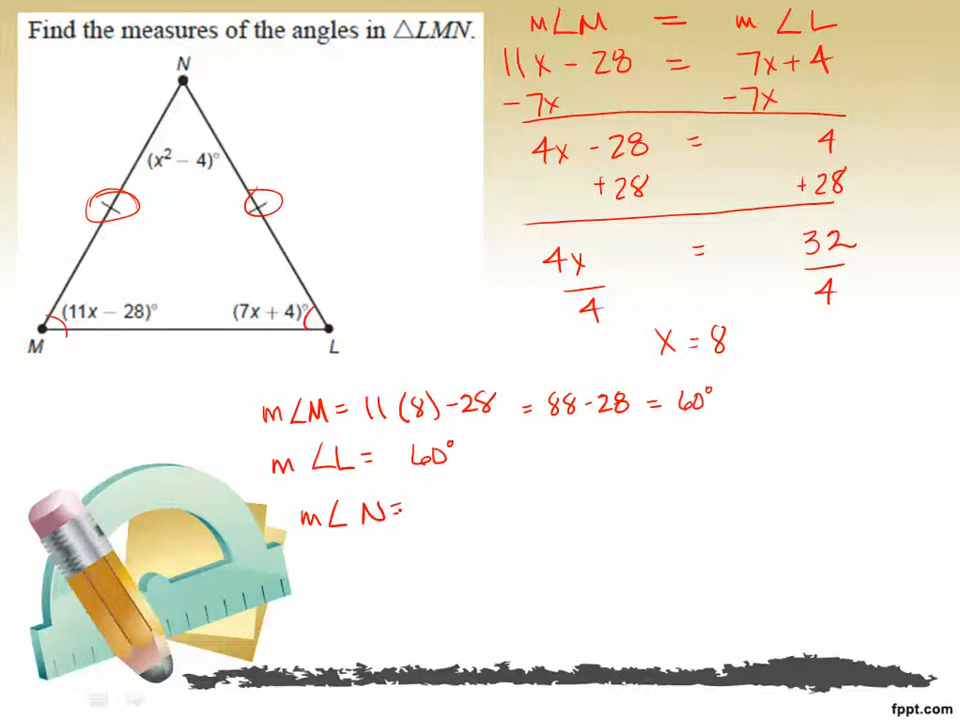 Find the measures of the angles in △LMN.
N
(x² − 4)°
(11x − 28)°
(7x + 4)°
M
L
m∠M = m∠L
11x − 28 = 7x + 4
−7x −7x
4x − 28 = 4
+28 +28
4x = 32
4 4
x = 8
m∠M = 11(8) − 28 = 88 − 28 = 60°
m∠L = 60°
m∠N =
fppt.com